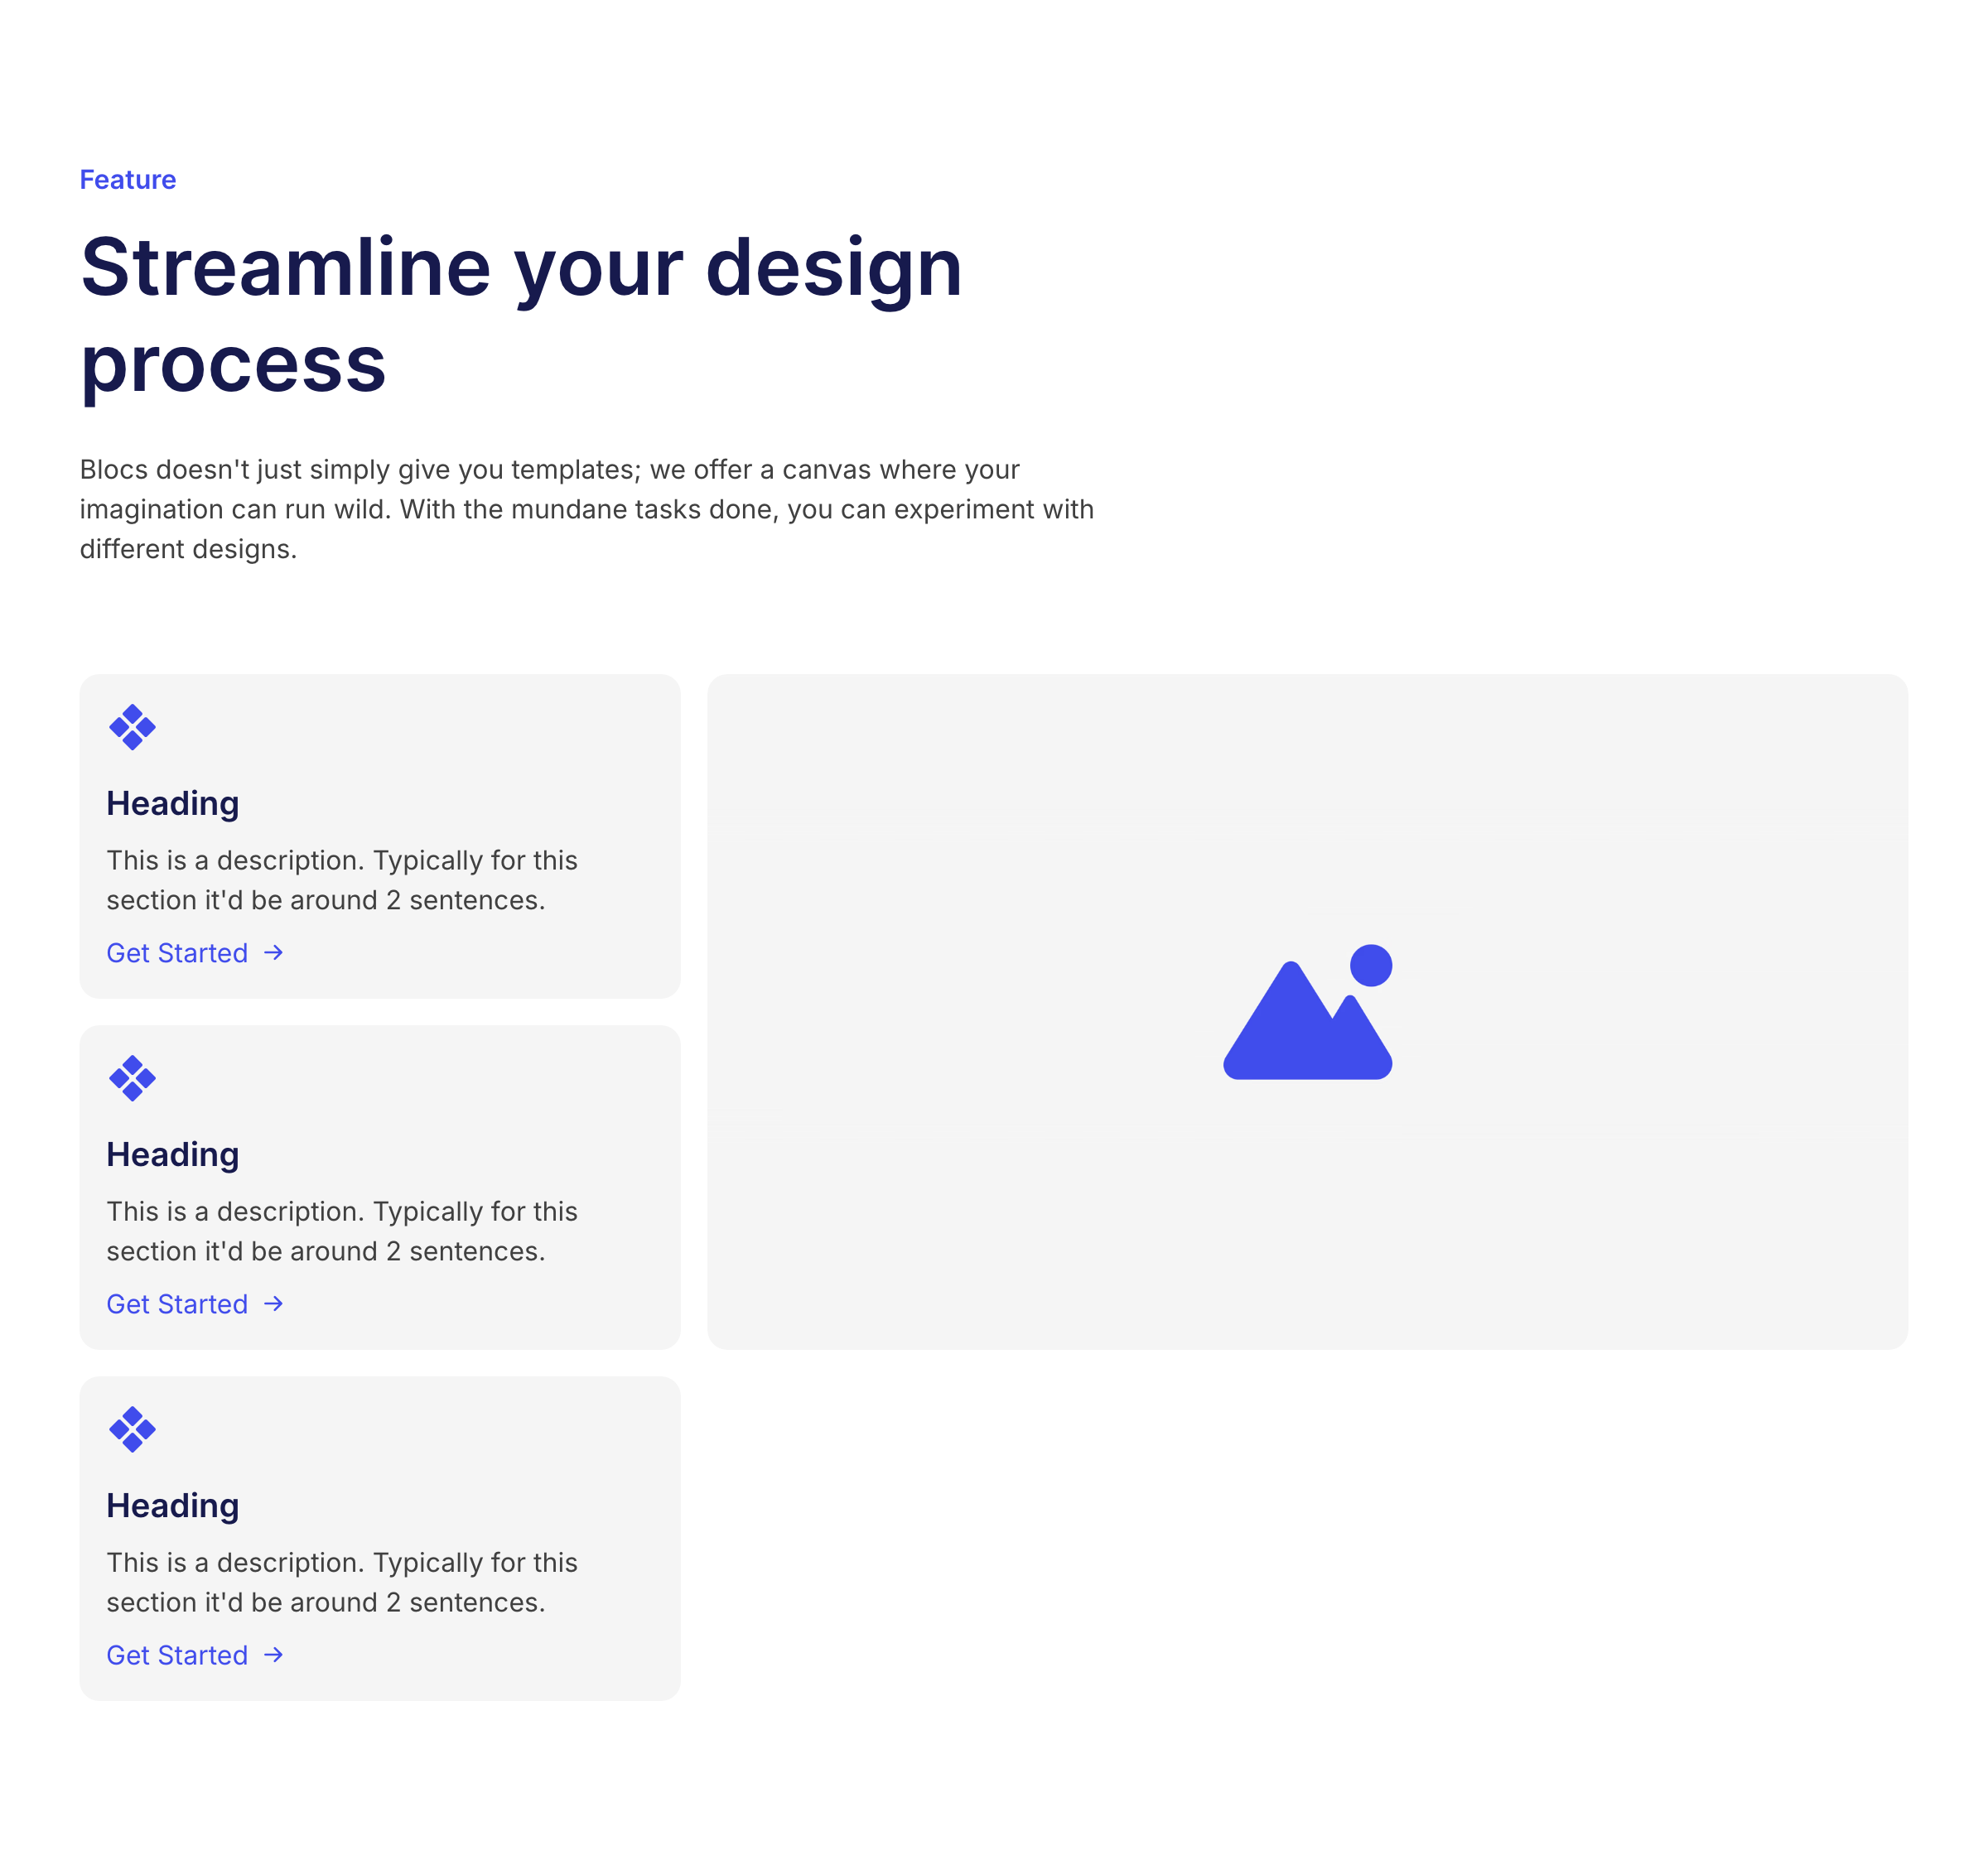 Feature
Streamline your design
process
Blocs doesn't just simply give you templates; we offer a canvas where your
imagination can run wild. With the mundane tasks done, you can experiment with
different designs.
Heading
This is a description. Typically for this
section it'd be around 2 sentences.
Get Started →
Heading
This is a description. Typically for this
section it'd be around 2 sentences.
Get Started →
Heading
This is a description. Typically for this
section it'd be around 2 sentences.
Get Started →